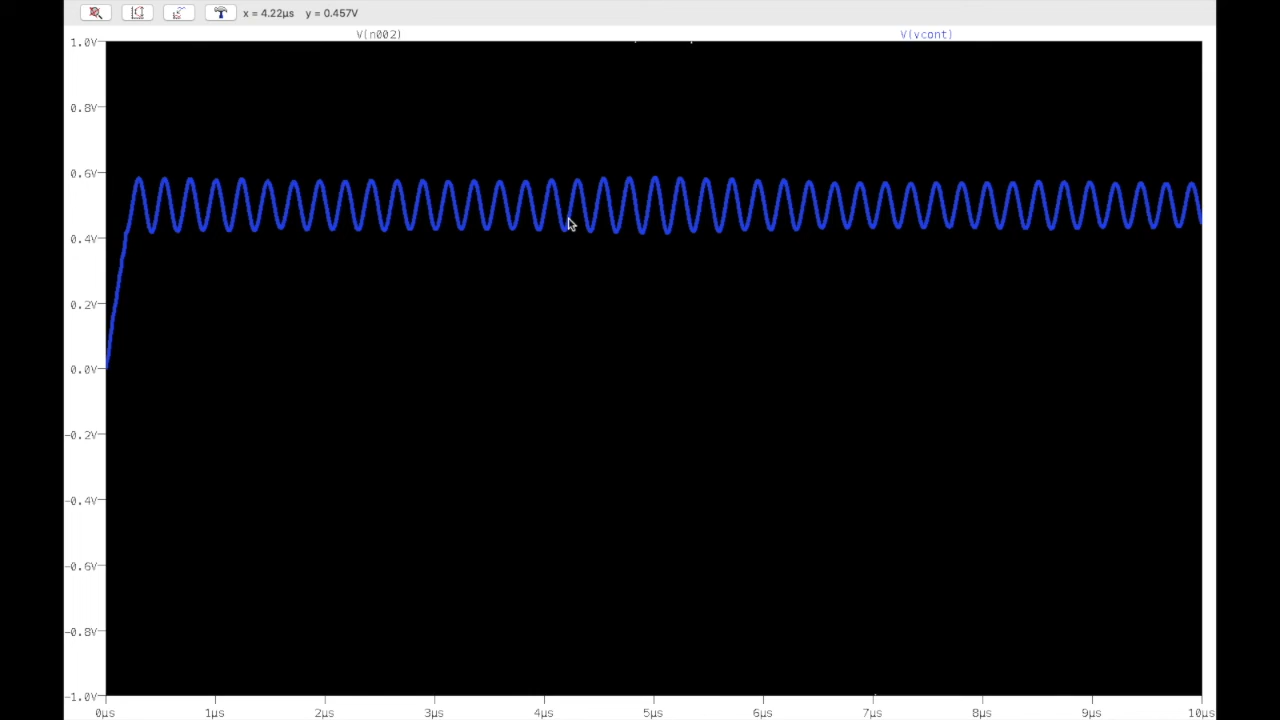 x = 4.22µs y = 0.457V
V(n002) V(vcont)
1.0V
0.8V
0.6V
0.4V
0.2V
0.0V
-0.2V
-0.4V
-0.6V
-0.8V
-1.0V
0µs 1µs 2µs 3µs 4µs 5µs 6µs 7µs 8µs 9µs 10µs